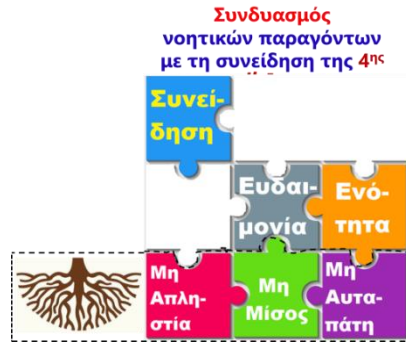 Συνδυασμός
νοητικών παραγόντων
με τη συνείδηση της 4ης
Συνεί-
δηση
Ευδαι-
μονία
Ενό-
τητα
Μη
Απλη-
στία
Μη
Μίσος
Μη
Αυτα-
πάτη